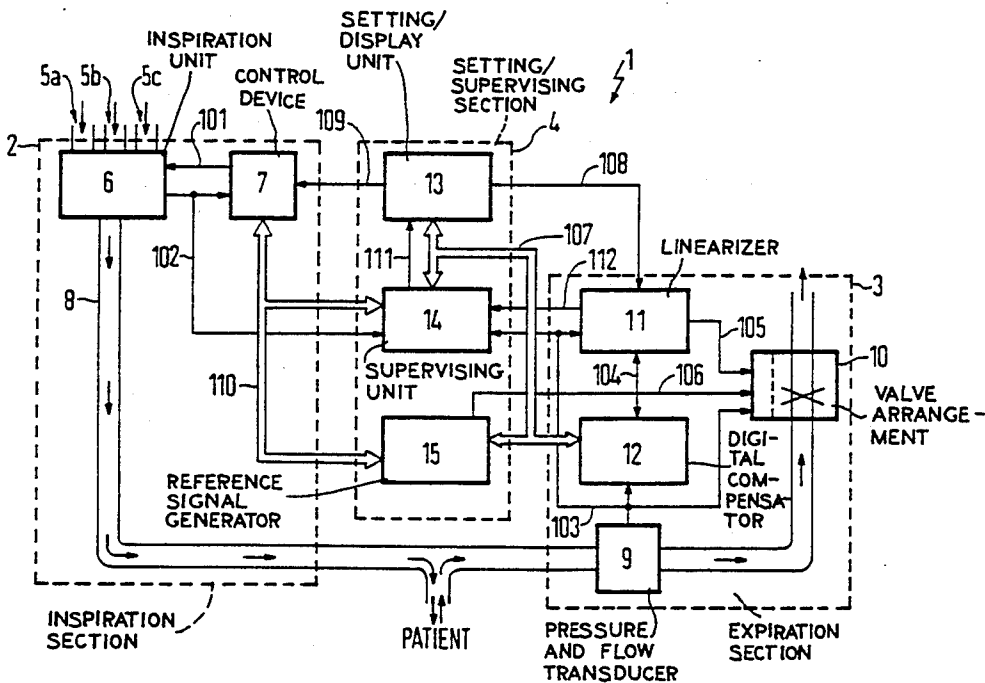 SETTING/
DISPLAY
UNIT
INSPIRATION
UNIT
SETTING/
SUPERVISING
SECTION
1
5a
5b
5c
CONTROL
DEVICE
101
109
4
2
6
7
13
108
102
111
107
LINEARIZER
112
8
14
11
3
105
10
110
SUPERVISING
UNIT
104
106
VALVE
ARRANGE-
MENT
15
12
DIGI-
TAL
COM-
PENSA-
TOR
REFERENCE
SIGNAL
GENERATOR
103
9
INSPIRATION
SECTION
PATIENT
PRESSURE
AND FLOW
TRANSDUCER
EXPIRATION
SECTION